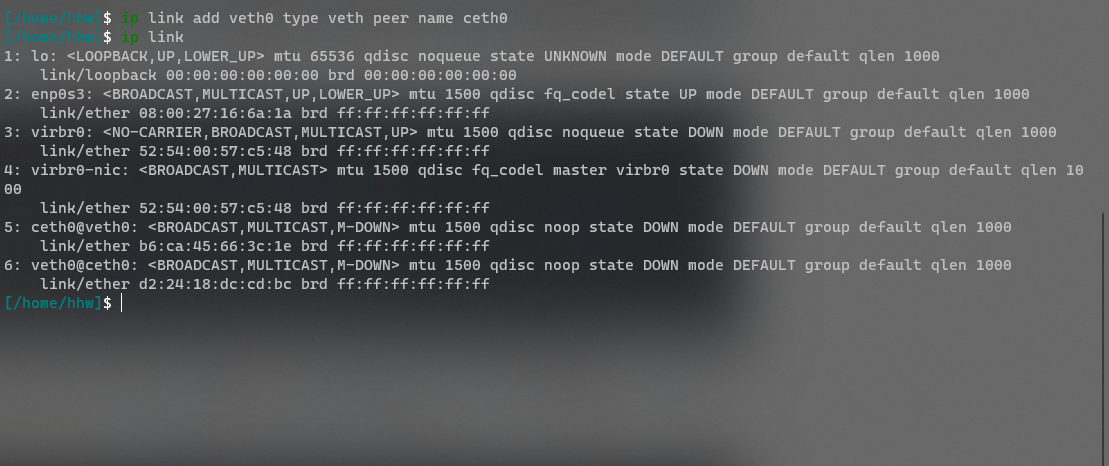 [/home/hhw]$ ip link add veth0 type veth peer name ceth0
[/home/hhw]$ ip link
1: lo: <LOOPBACK,UP,LOWER_UP> mtu 65536 qdisc noqueue state UNKNOWN mode DEFAULT group default qlen 1000
    link/loopback 00:00:00:00:00:00 brd 00:00:00:00:00:00
2: enp0s3: <BROADCAST,MULTICAST,UP,LOWER_UP> mtu 1500 qdisc fq_codel state UP mode DEFAULT group default qlen 1000
    link/ether 08:00:27:16:6a:1a brd ff:ff:ff:ff:ff:ff
3: virbr0: <NO-CARRIER,BROADCAST,MULTICAST,UP> mtu 1500 qdisc noqueue state DOWN mode DEFAULT group default qlen 1000
    link/ether 52:54:00:57:c5:48 brd ff:ff:ff:ff:ff:ff
4: virbr0-nic: <BROADCAST,MULTICAST> mtu 1500 qdisc fq_codel master virbr0 state DOWN mode DEFAULT group default qlen 10
00
    link/ether 52:54:00:57:c5:48 brd ff:ff:ff:ff:ff:ff
5: ceth0@veth0: <BROADCAST,MULTICAST,M-DOWN> mtu 1500 qdisc noop state DOWN mode DEFAULT group default qlen 1000
    link/ether b6:ca:45:66:3c:1e brd ff:ff:ff:ff:ff:ff
6: veth0@ceth0: <BROADCAST,MULTICAST,M-DOWN> mtu 1500 qdisc noop state DOWN mode DEFAULT group default qlen 1000
    link/ether d2:24:18:dc:cd:bc brd ff:ff:ff:ff:ff:ff
[/home/hhw]$